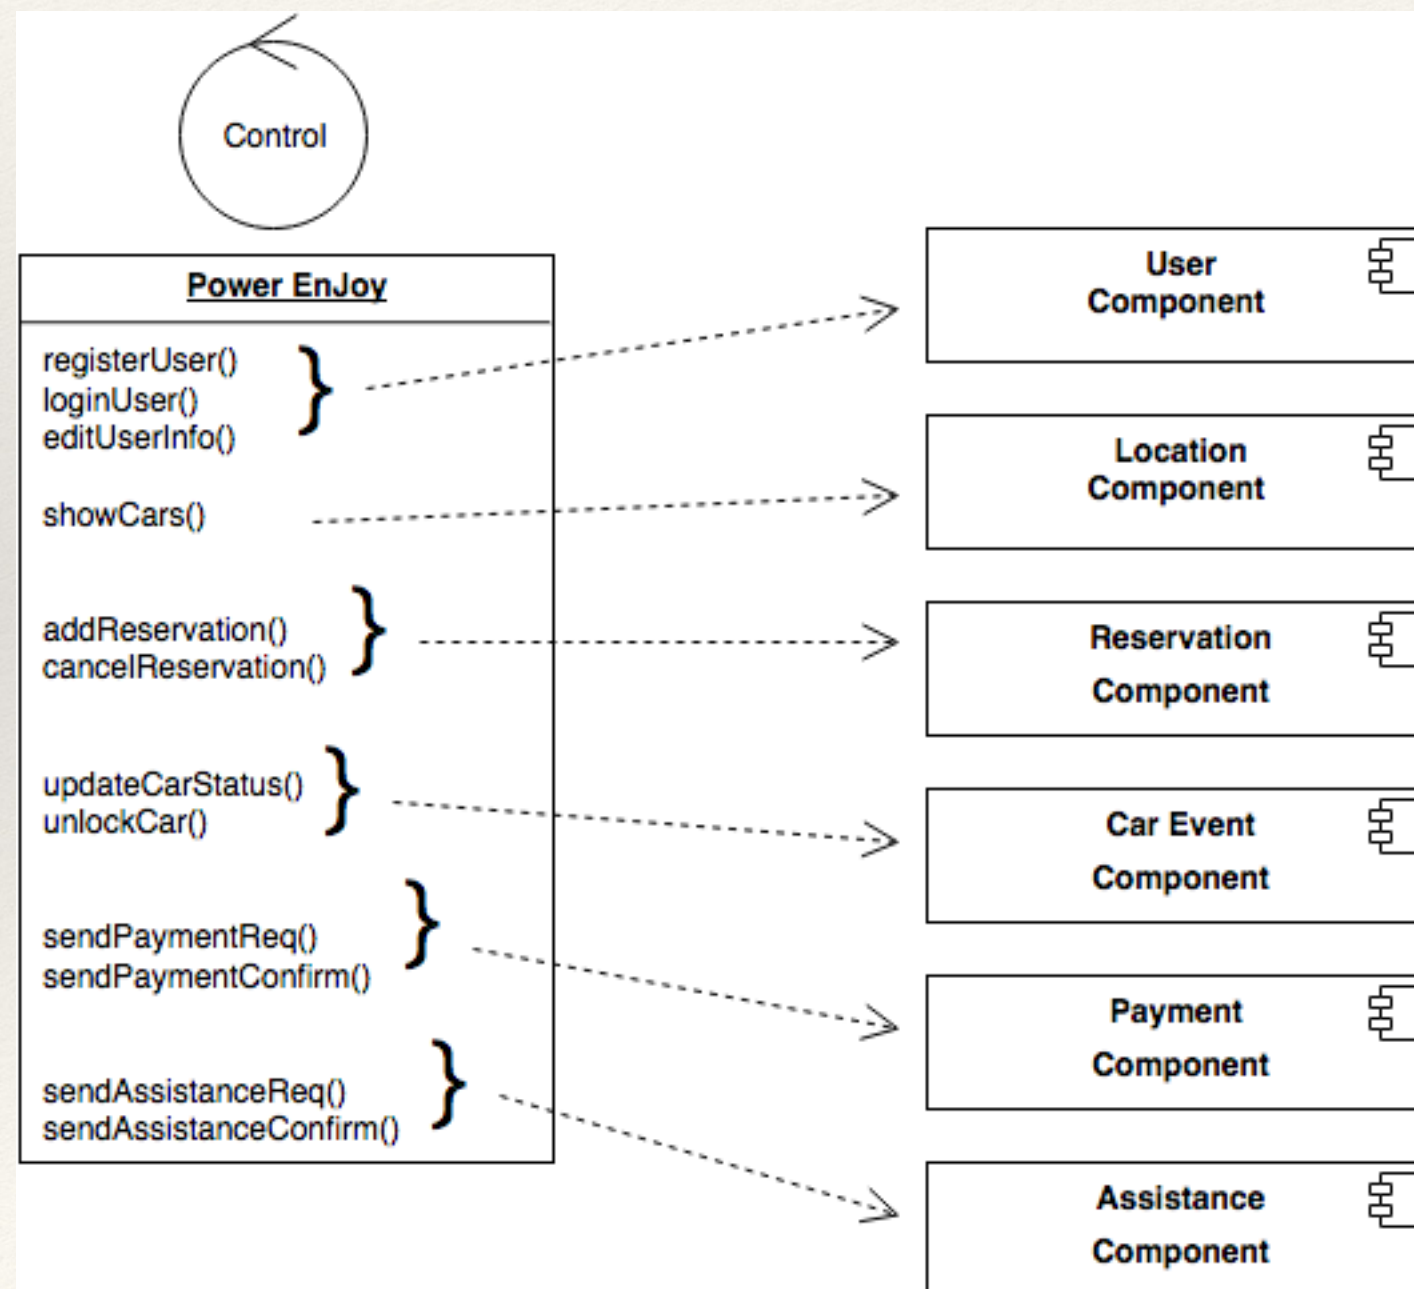 Control
Power EnJoy
registerUser()
loginUser()
editUserInfo()
showCars()
addReservation()
cancelReservation()
updateCarStatus()
unlockCar()
sendPaymentReq()
sendPaymentConfirm()
sendAssistanceReq()
sendAssistanceConfirm()
User
Component
Location
Component
Reservation
Component
Car Event
Component
Payment
Component
Assistance
Component